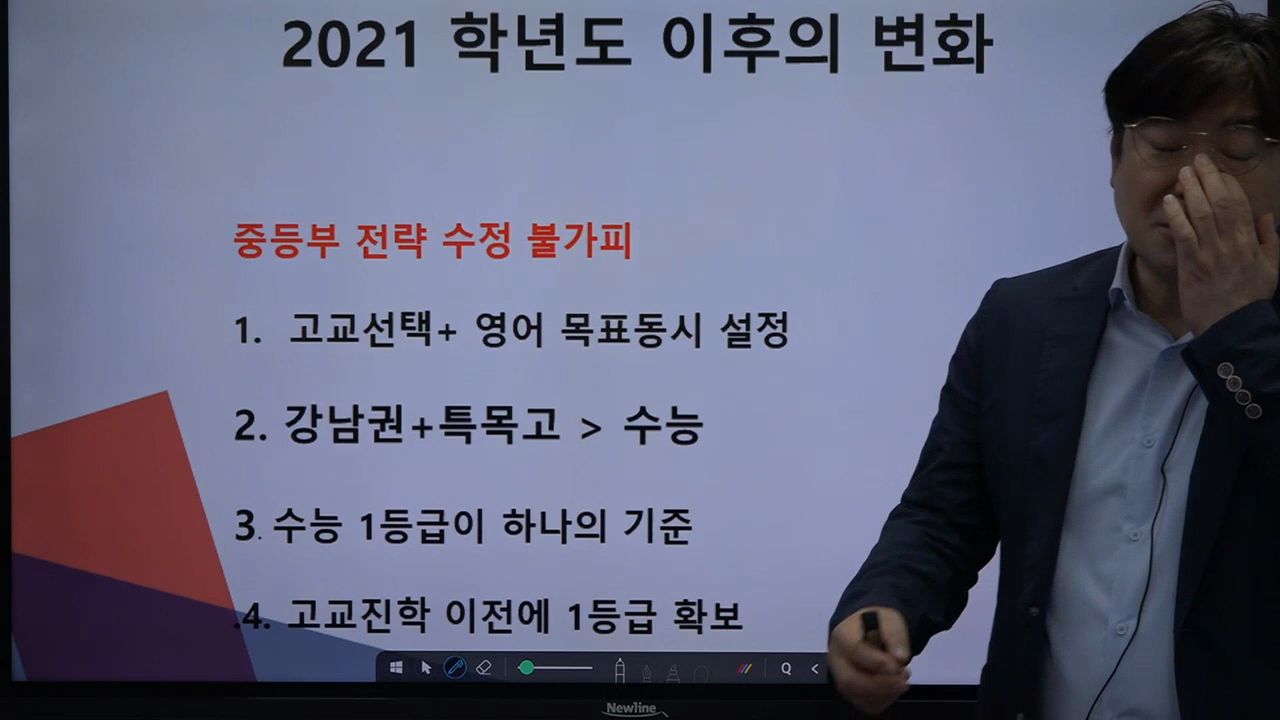 2021 학년도 이후의 변화
중등부 전략 수정 불가피
1. 고교선택+ 영어 목표동시 설정
2. 강남권+특목고 > 수능
3. 수능 1등급이 하나의 기준
.4. 고교진학 이전에 1등급 확보
Newline